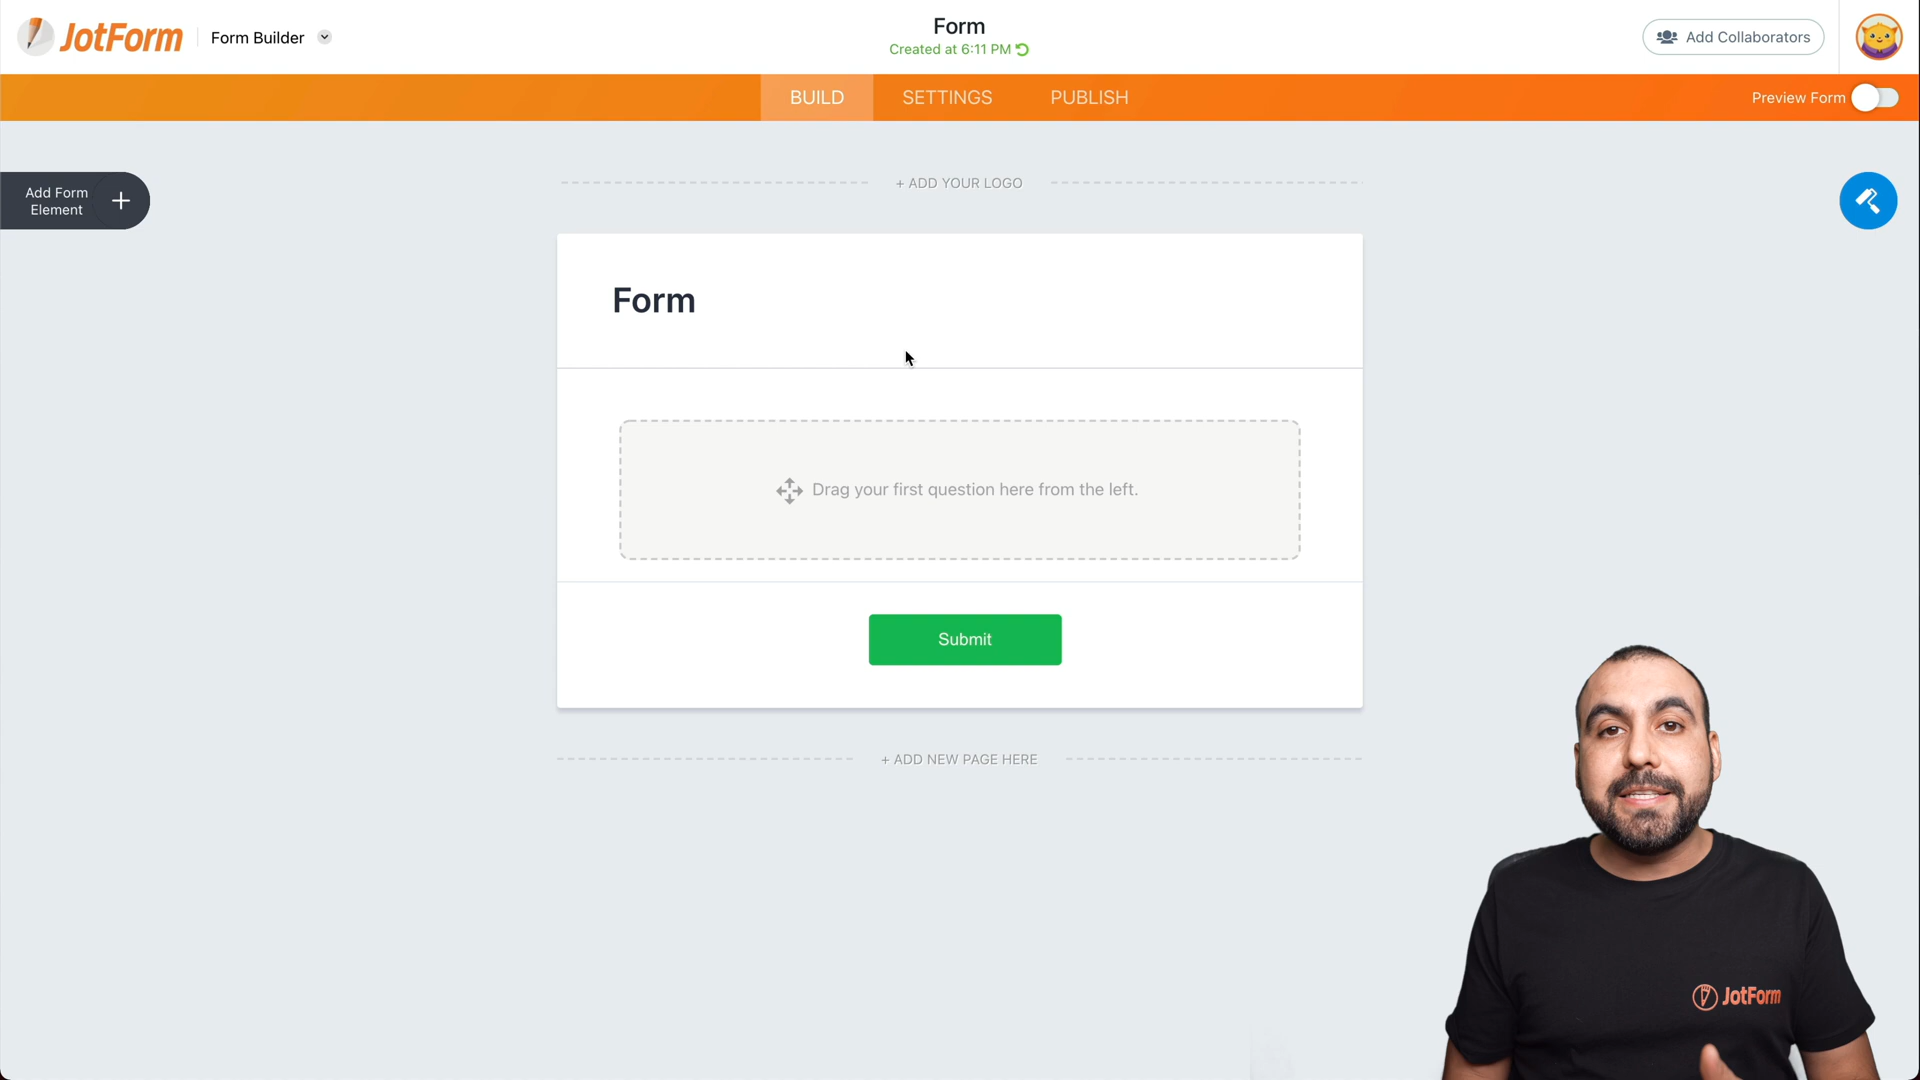 JotForm
Form Builder
Form
Created at 6:11 PM
Add Collaborators
BUILD
SETTINGS
PUBLISH
Preview Form
Add Form
Element
+ ADD YOUR LOGO
Form
Drag your first question here from the left.
Submit
+ ADD NEW PAGE HERE
JotForm